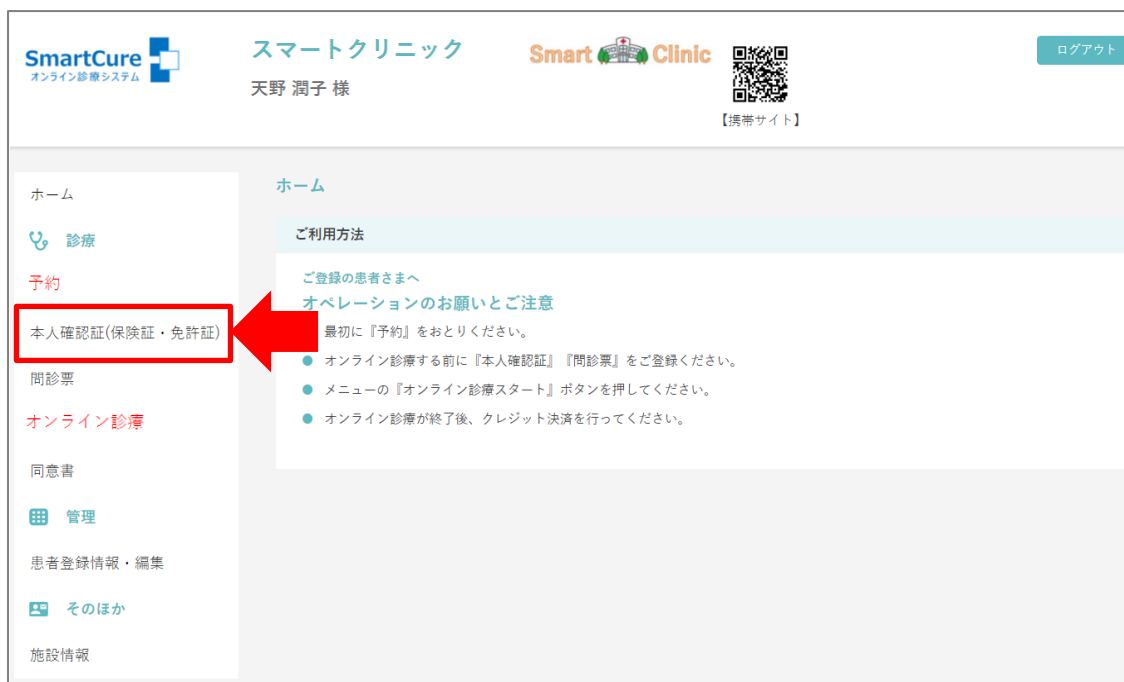 SmartCure
オンライン診療システム
スマートクリニック
天野 潤子 様
Smart Clinic
【携帯サイト】
ログアウト
ホーム
診療
予約
本人確認証(保険証・免許証)
問診票
オンライン診療
同意書
管理
患者登録情報・編集
そのほか
施設情報
ホーム
ご利用方法
ご登録の患者さまへ
オペレーションのお願いとご注意
最初に『予約』をおとりください。
オンライン診療する前に『本人確認証』『問診票』をご登録ください。
メニューの『オンライン診療スタート』ボタンを押してください。
オンライン診療が終了後、クレジット決済を行ってください。